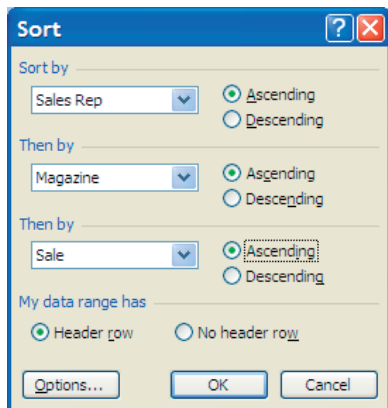 Sort
?
Sort by
Sales Rep
Ascending
Descending
Then by
Magazine
Ascending
Descending
Then by
Sale
Ascending
Descending
My data range has
Header row
No header row
Options...
OK
Cancel